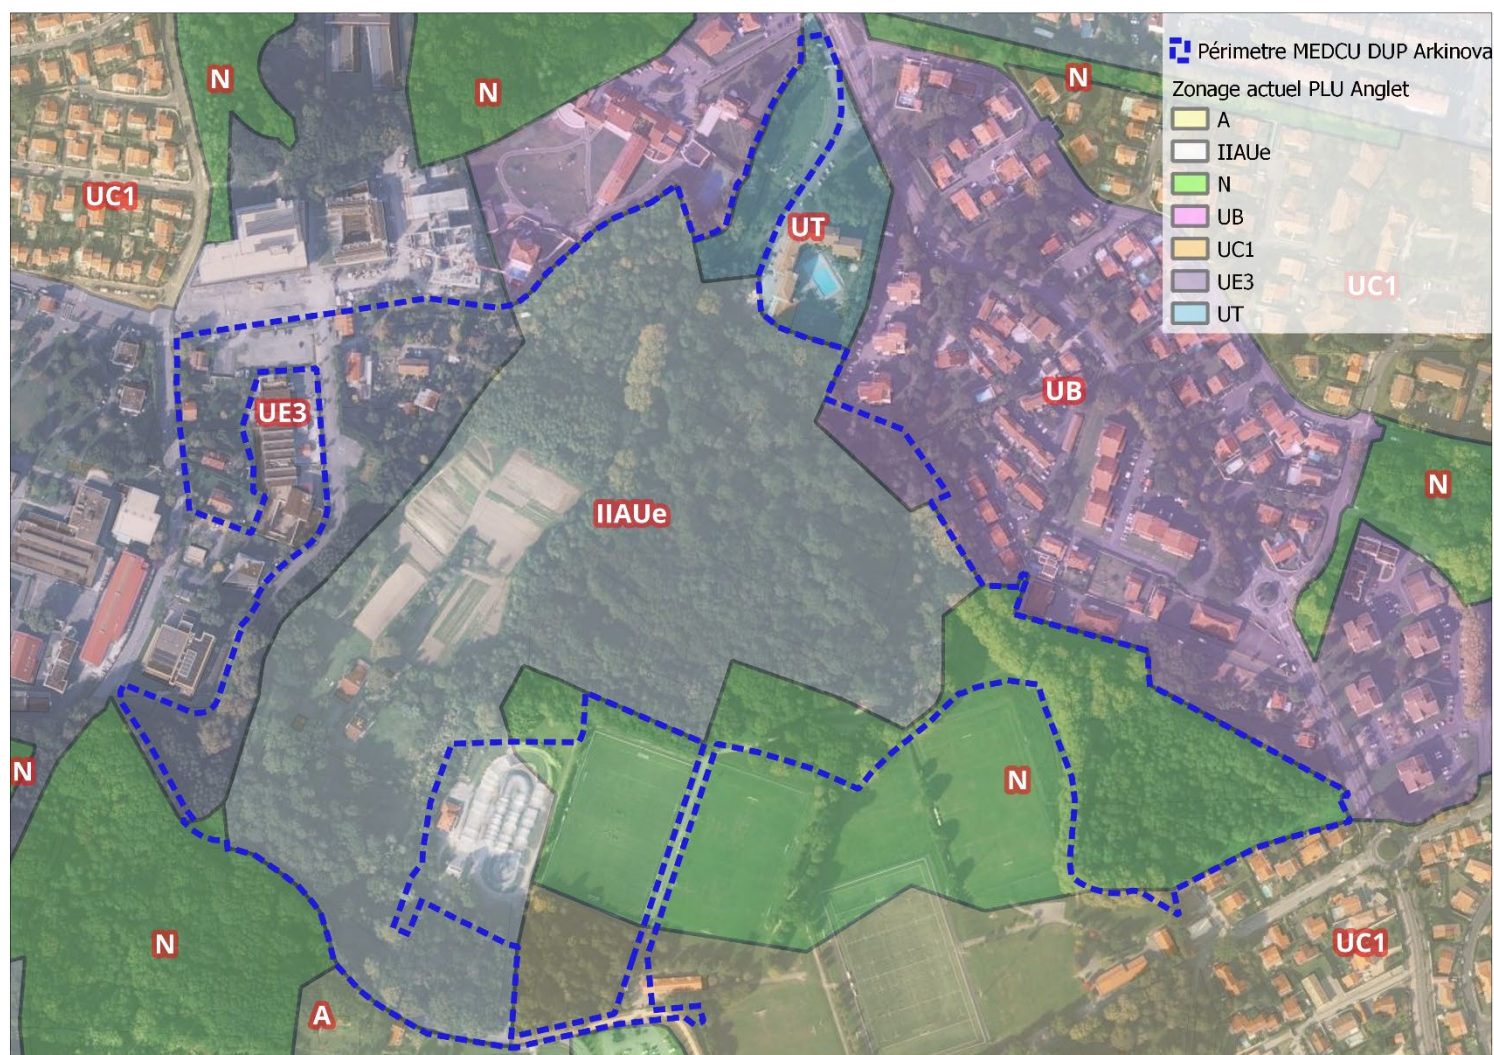 Périmetre MEDCU DUP Arkinova
Zonage actuel PLU Anglet
A
IIAUe
N
UB
UC1
UE3
UT
N
N
N
UC1
UT
UC1
UB
UE3
N
IIAUe
N
N
N
UC1
A